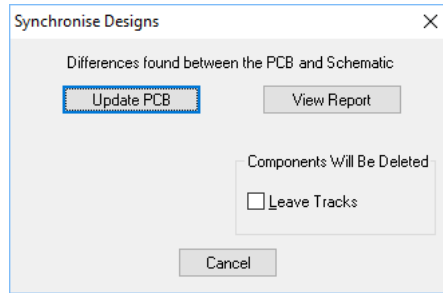 Synchronise Designs
Differences found between the PCB and Schematic
Update PCB
View Report
Components Will Be Deleted
Leave Tracks
Cancel